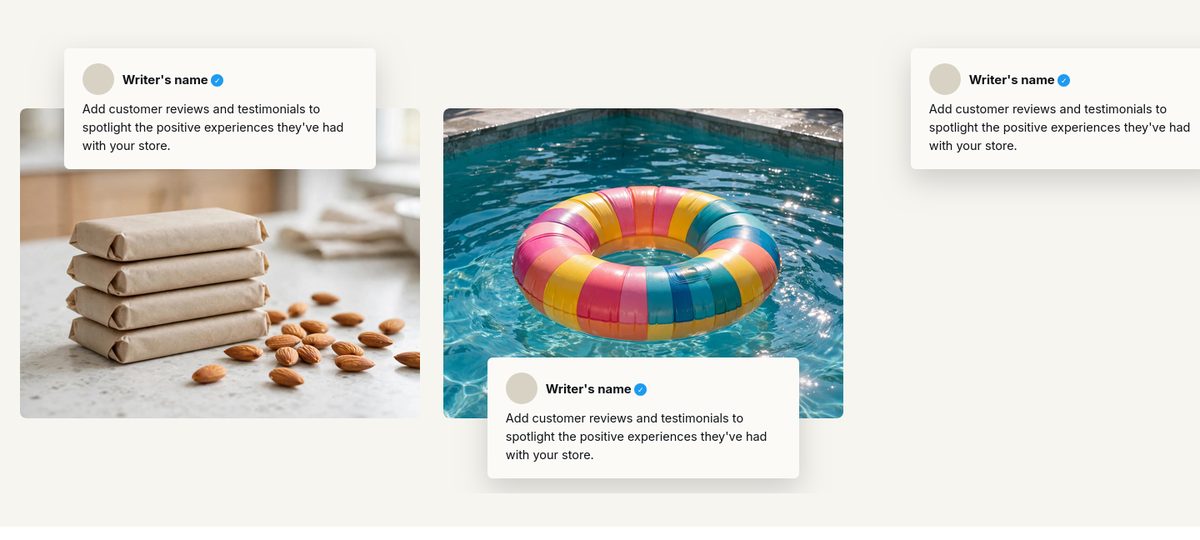 Writer's name
Add customer reviews and testimonials to
spotlight the positive experiences they've had
with your store.
Writer's name
Add customer reviews and testimonials to
spotlight the positive experiences they've had
with your store.
Writer's name
Add customer reviews and testimonials to
spotlight the positive experiences they've had
with your store.